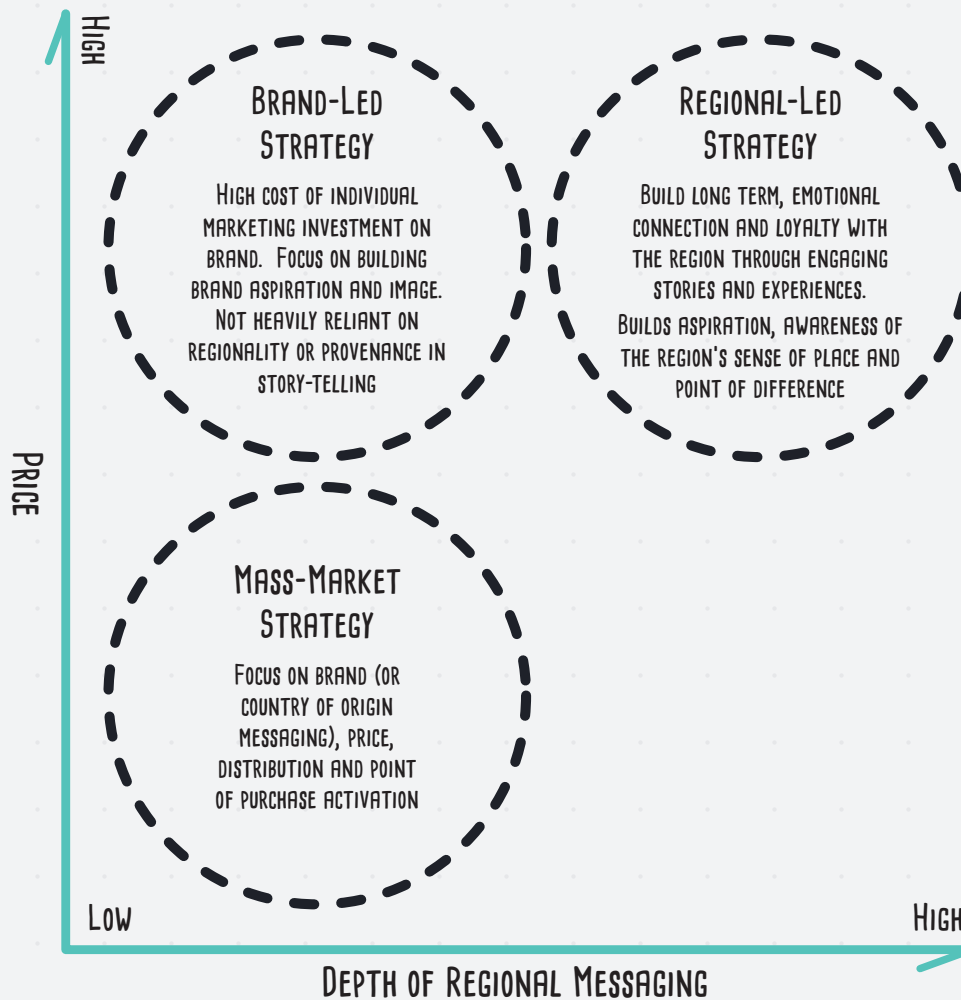 High
Brand-Led
Strategy
High cost of individual
marketing investment on
brand. Focus on building
brand aspiration and image.
Not heavily reliant on
regionality or provenance in
story-telling
Regional-Led
Strategy
Build long term, emotional
connection and loyalty with
the region through engaging
stories and experiences.
Builds aspiration, awareness of
the region's sense of place and
point of difference
Price
Mass-Market
Strategy
Focus on brand (or
country of origin
messaging), price,
distribution and point
of purchase activation
Low
High
Depth of Regional Messaging